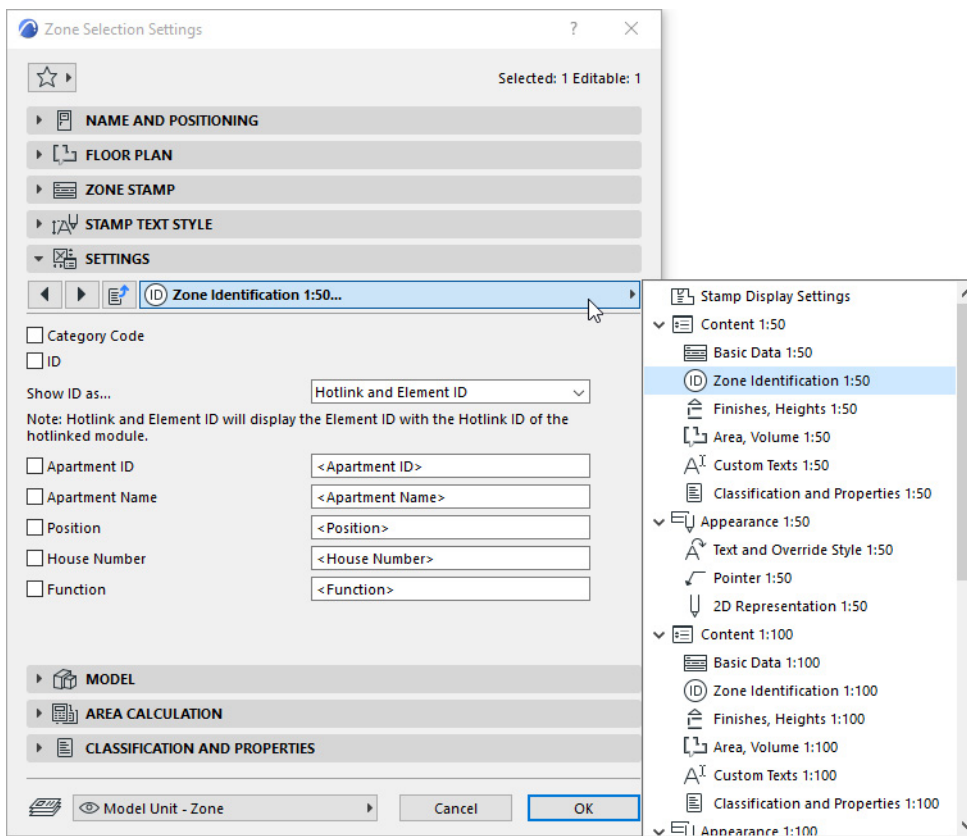 Zone Selection Settings
?
Selected: 1 Editable: 1
NAME AND POSITIONING
FLOOR PLAN
ZONE STAMP
STAMP TEXT STYLE
SETTINGS
ID Zone Identification 1:50...
Category Code
ID
Show ID as...
Hotlink and Element ID
Note: Hotlink and Element ID will display the Element ID with the Hotlink ID of the
hotlinked module.
Apartment ID <Apartment ID>
Apartment Name <Apartment Name>
Position <Position>
House Number <House Number>
Function <Function>
MODEL
AREA CALCULATION
CLASSIFICATION AND PROPERTIES
Model Unit - Zone
Cancel
OK
Stamp Display Settings
Content 1:50
Basic Data 1:50
ID Zone Identification 1:50
Finishes, Heights 1:50
Area, Volume 1:50
Custom Texts 1:50
Classification and Properties 1:50
Appearance 1:50
Text and Override Style 1:50
Pointer 1:50
2D Representation 1:50
Content 1:100
Basic Data 1:100
ID Zone Identification 1:100
Finishes, Heights 1:100
Area, Volume 1:100
Custom Texts 1:100
Classification and Properties 1:100
Appearance 1:100